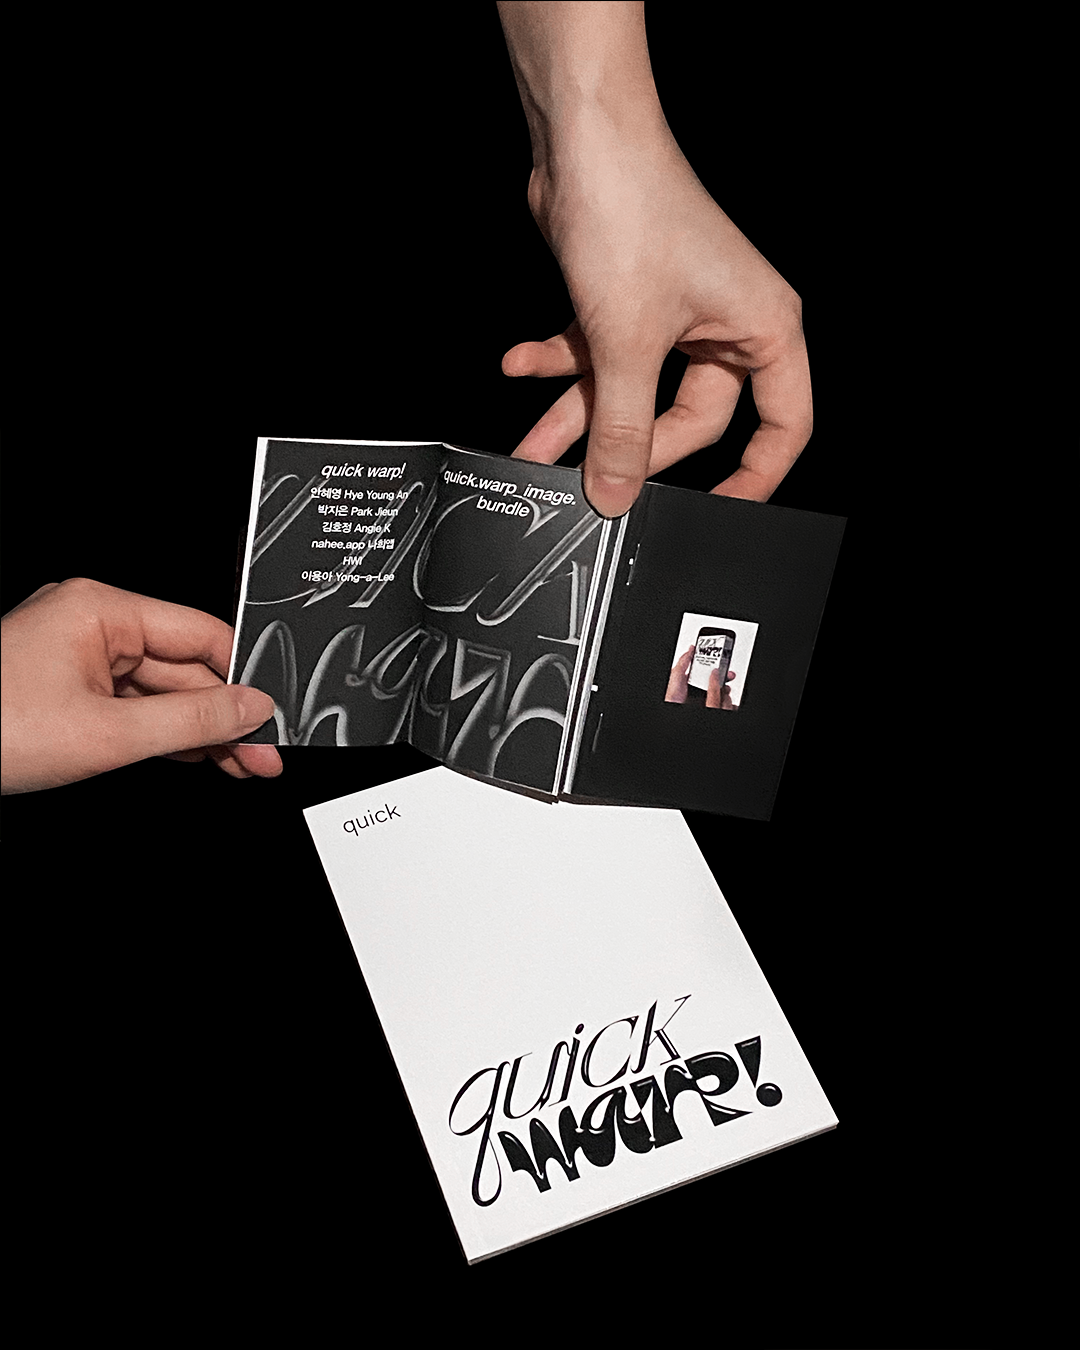 quick warp!
안혜영 Hye Young An
박지은 Park Jieun
김호정 Angie K
nahee.app 나희앱
HWI
이용아 Yong-a-Lee
quick.warp_image.
bundle
quick
quick
warp!